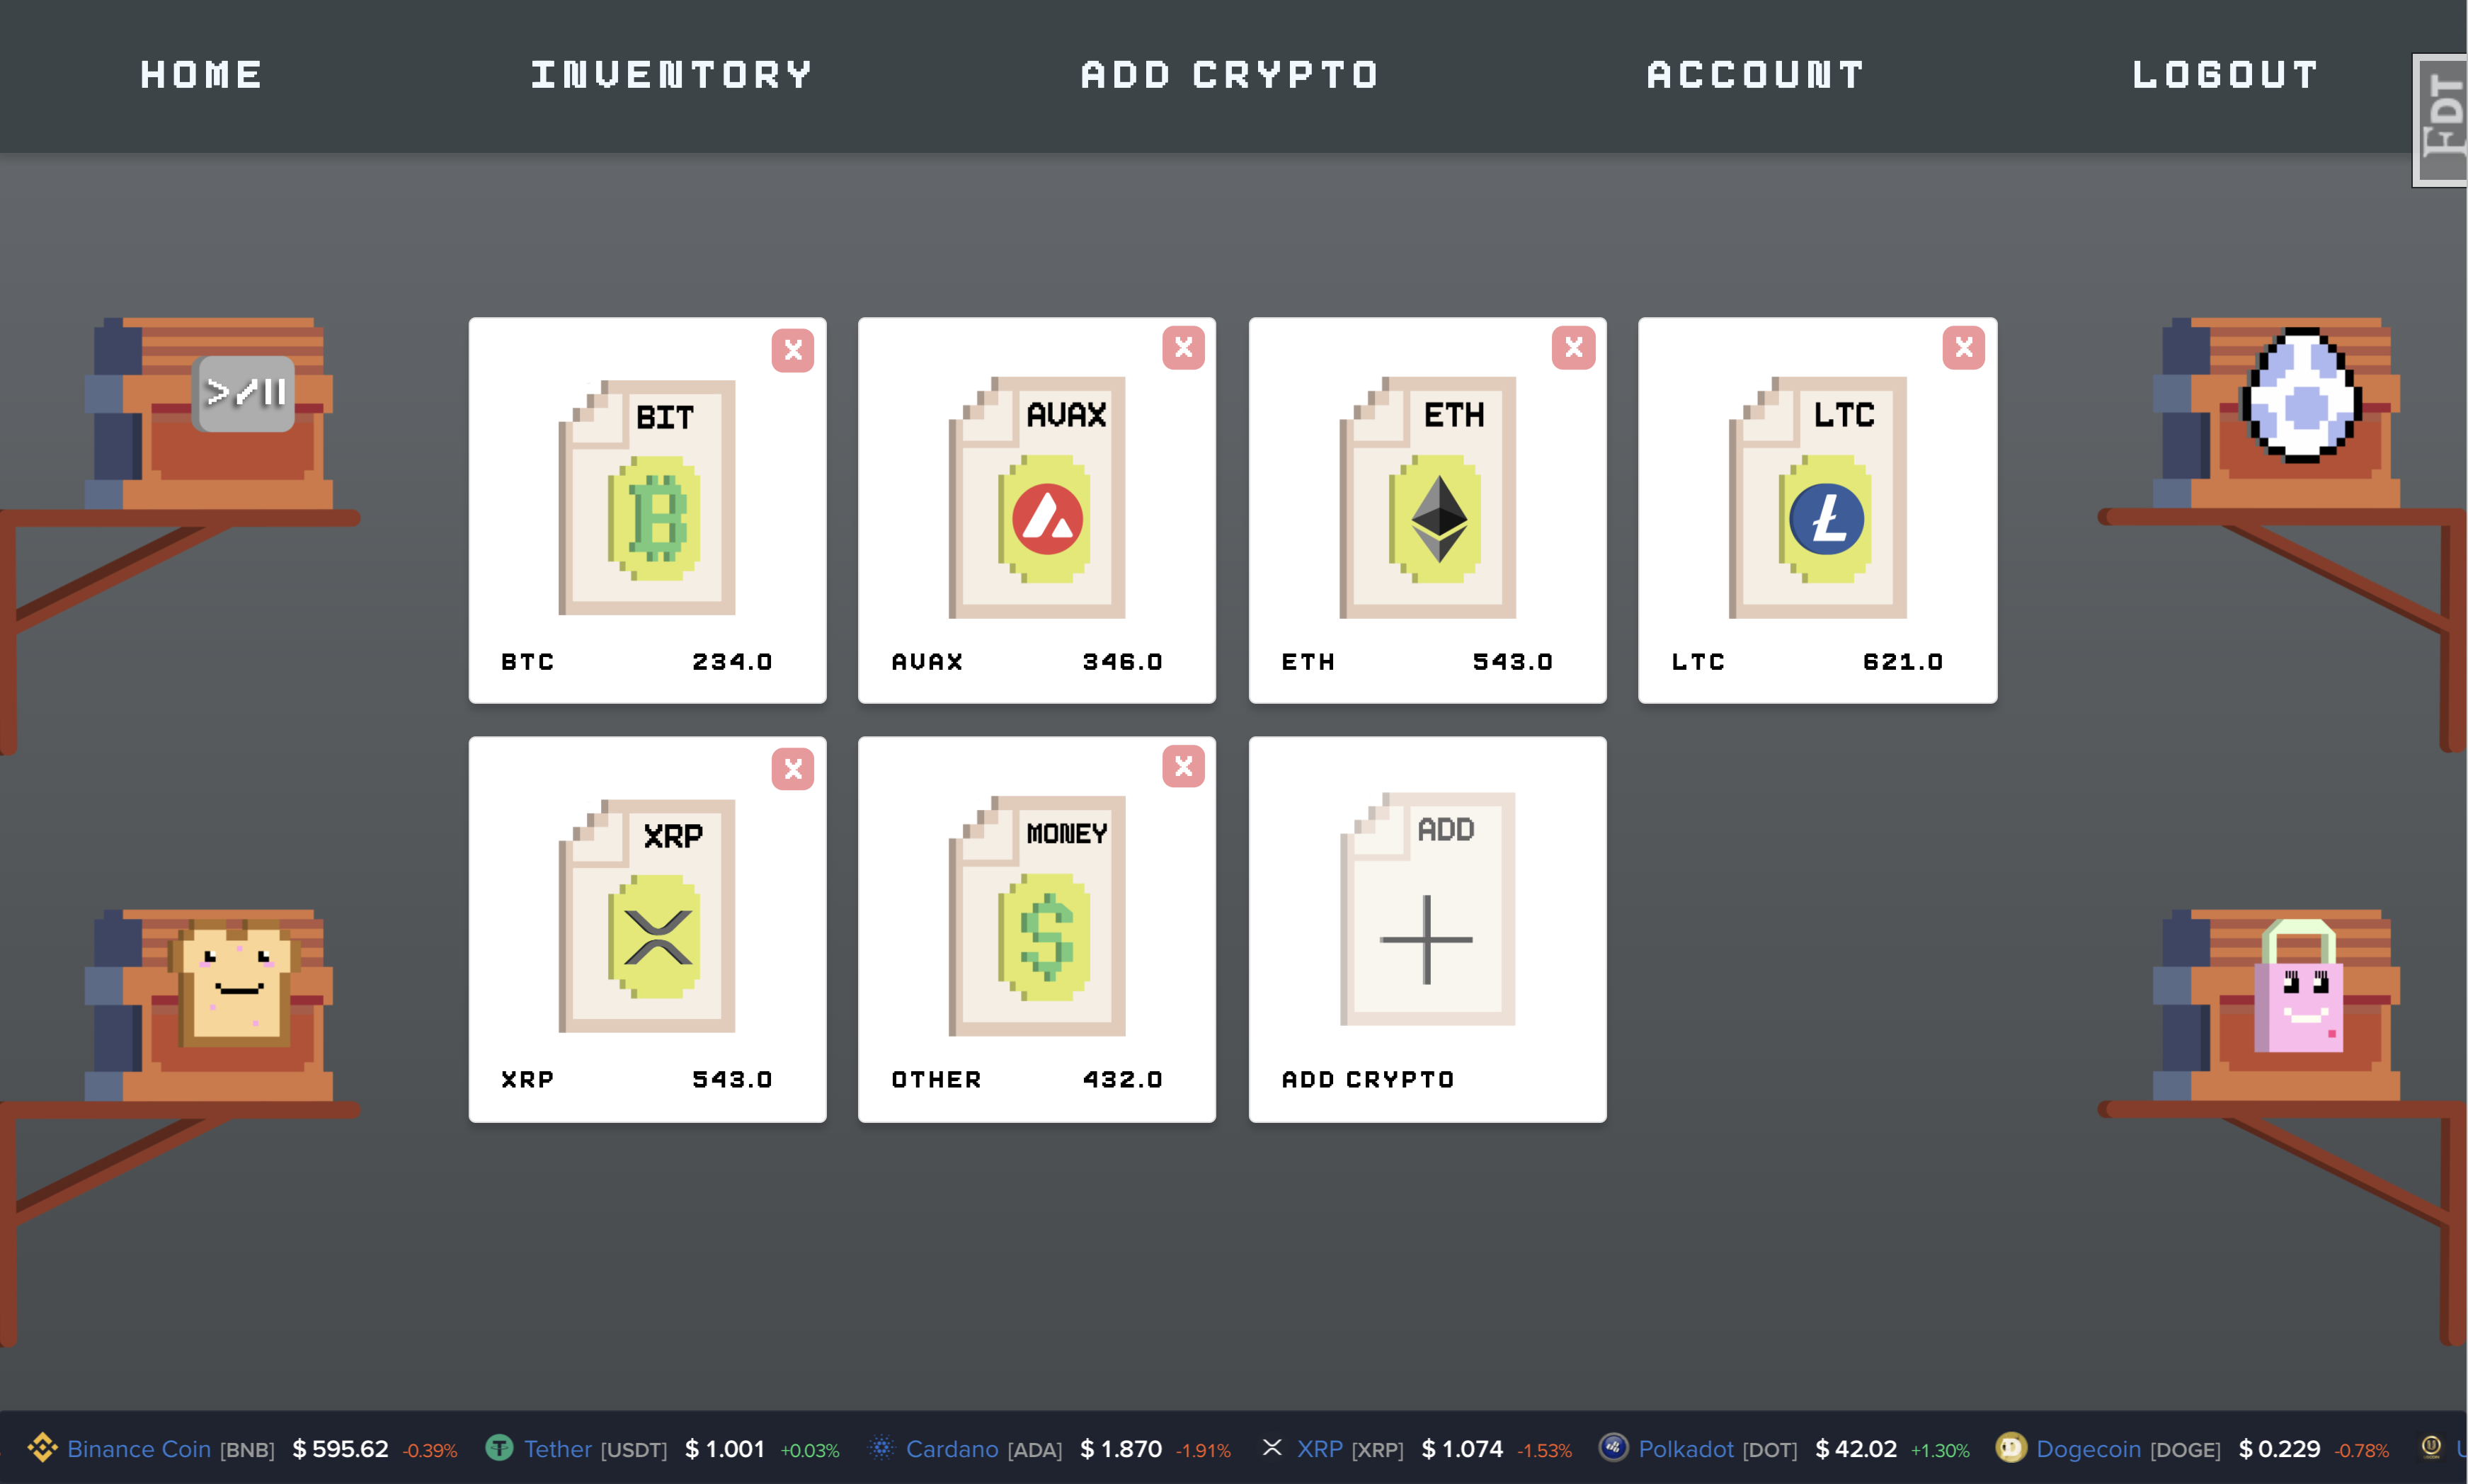 HOME INVENTORY ADD CRYPTO ACCOUNT LOGOUT
FDT
>/||
X X X X
BIT AVAX ETH LTC
BTC 234.0 AVAX 346.0 ETH 543.0 LTC 621.0
X X
XRP MONEY ADD
XRP 543.0 OTHER 432.0 ADD CRYPTO
Binance Coin [BNB] $ 595.62 -0.39% Tether [USDT] $ 1.001 +0.03% Cardano [ADA] $ 1.870 -1.91% XRP [XRP] $ 1.074 -1.53% Polkadot [DOT] $ 42.02 +1.30% Dogecoin [DOGE] $ 0.229 -0.78%